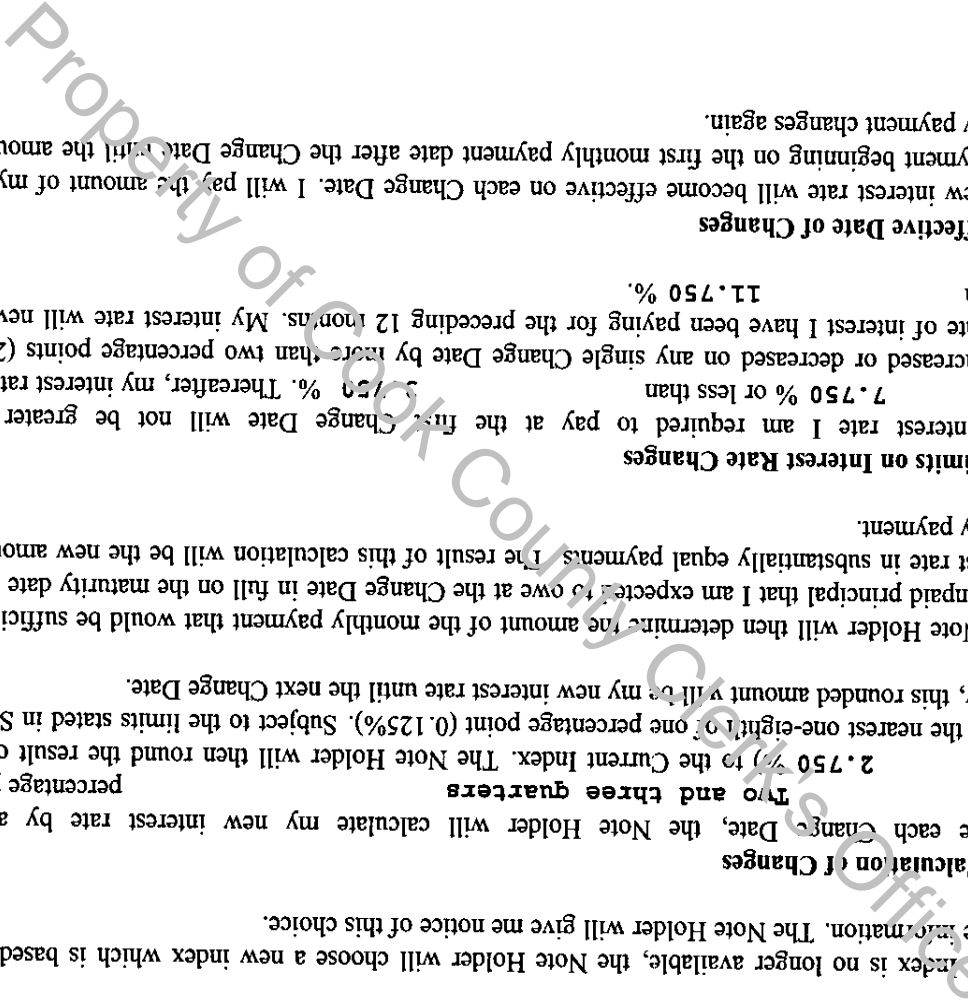 Index is no longer available, the Note Holder will choose a new index which is based
information. The Note Holder will give me notice of this choice.
Calculation of Changes
each Change Date, the Note Holder will calculate my new interest rate by a
Two and three quarters percentage
2.750 %) to the Current Index. The Note Holder will then round the result o
the nearest one-eighth of one percentage point (0.125%). Subject to the limits stated in S
, this rounded amount will be my new interest rate until the next Change Date.
Note Holder will then determine the amount of the monthly payment that would be suffici
npaid principal that I am expected to owe at the Change Date in full on the maturity date
st rate in substantially equal payments. The result of this calculation will be the new amo
y payment.
imits on Interest Rate Changes
nterest rate I am required to pay at the first Change Date will not be greater
7.750 % or less than %. Thereafter, my interest rat
ncreased or decreased on any single Change Date by more than two percentage points (2
te of interest I have been paying for the preceding 12 months. My interest rate will nev
11.750 %.
ffective Date of Changes
ew interest rate will become effective on each Change Date. I will pay the amount of my
yment beginning on the first monthly payment date after the Change Date until the amou
y payment changes again.
Property of Cook County Clerk's Office